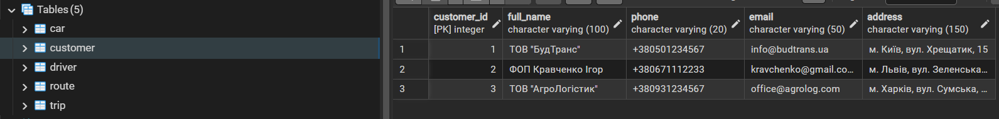 Tables (5)
car
customer
driver
route
trip
customer_id full_name phone email address
[PK] integer character varying (100) character varying (20) character varying (50) character varying (150)
1 1 ТОВ "БудТранс" +380501234567 info@budtrans.ua м. Київ, вул. Хрещатик, 15
2 2 ФОП Кравченко Ігор +380671112233 kravchenko@gmail.co... м. Львів, вул. Зеленська...
3 3 ТОВ "АгроЛогістик" +380931234567 office@agrolog.com м. Харків, вул. Сумська, ...